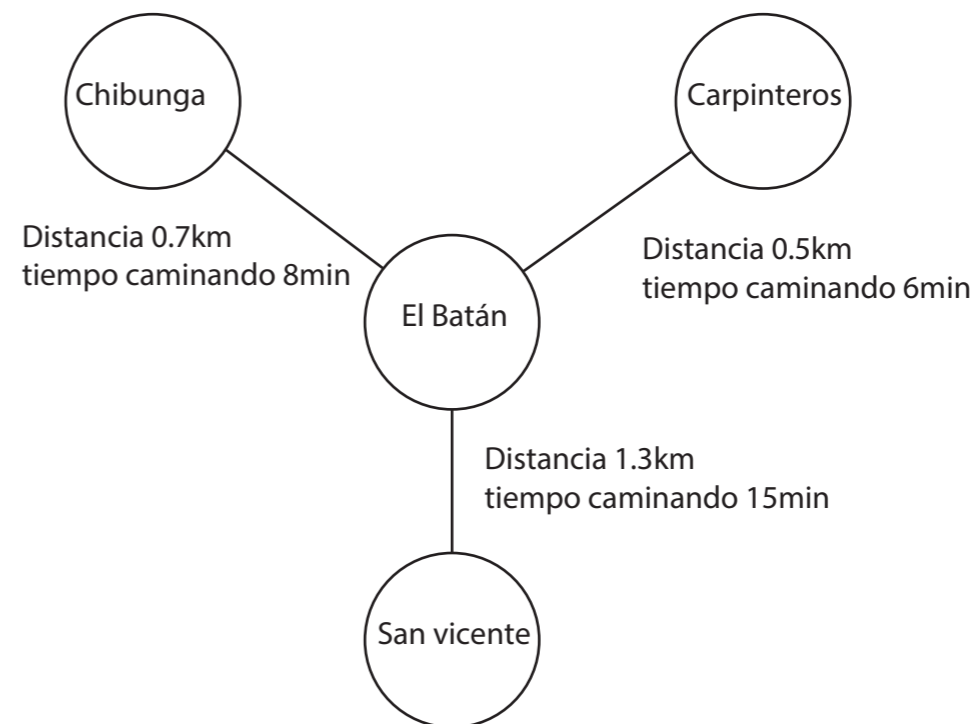 Chibunga
Carpinteros
Distancia 0.7km
tiempo caminando 8min
Distancia 0.5km
tiempo caminando 6min
El Batán
Distancia 1.3km
tiempo caminando 15min
San vicente